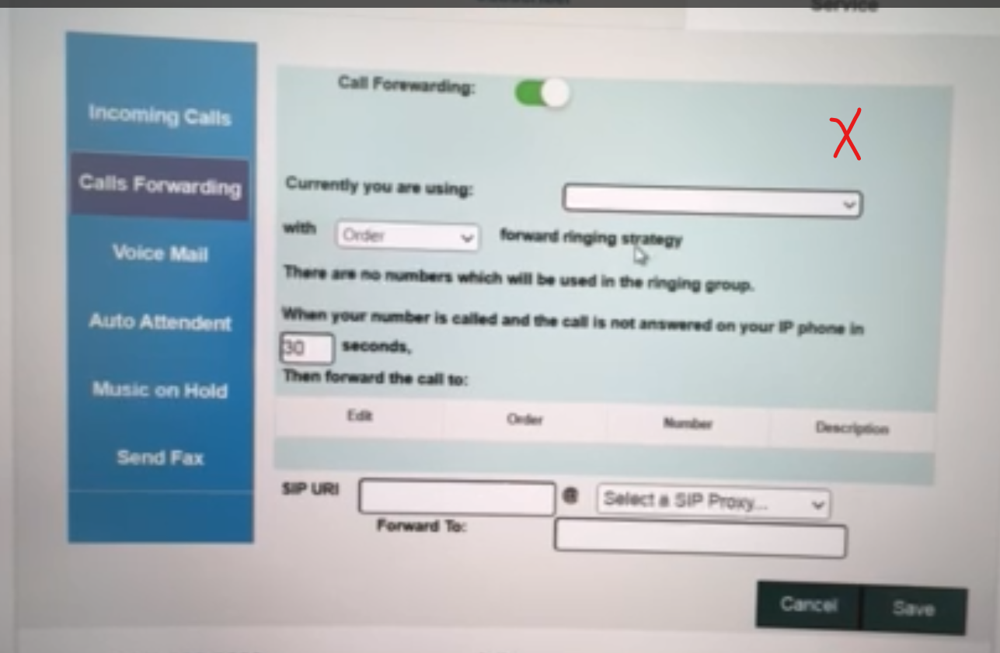 Service
Incoming Calls
Calls Forwarding
Voice Mail
Auto Attendent
Music on Hold
Send Fax
Call Forewarding:
X
Currently you are using:
with Order forward ringing strategy
There are no numbers which will be used in the ringing group.
When your number is called and the call is not answered on your IP phone in
30 seconds,
Then forward the call to:
Edit Order Number Description
SIP URI @ Select a SIP Proxy...
Forward To:
Cancel Save